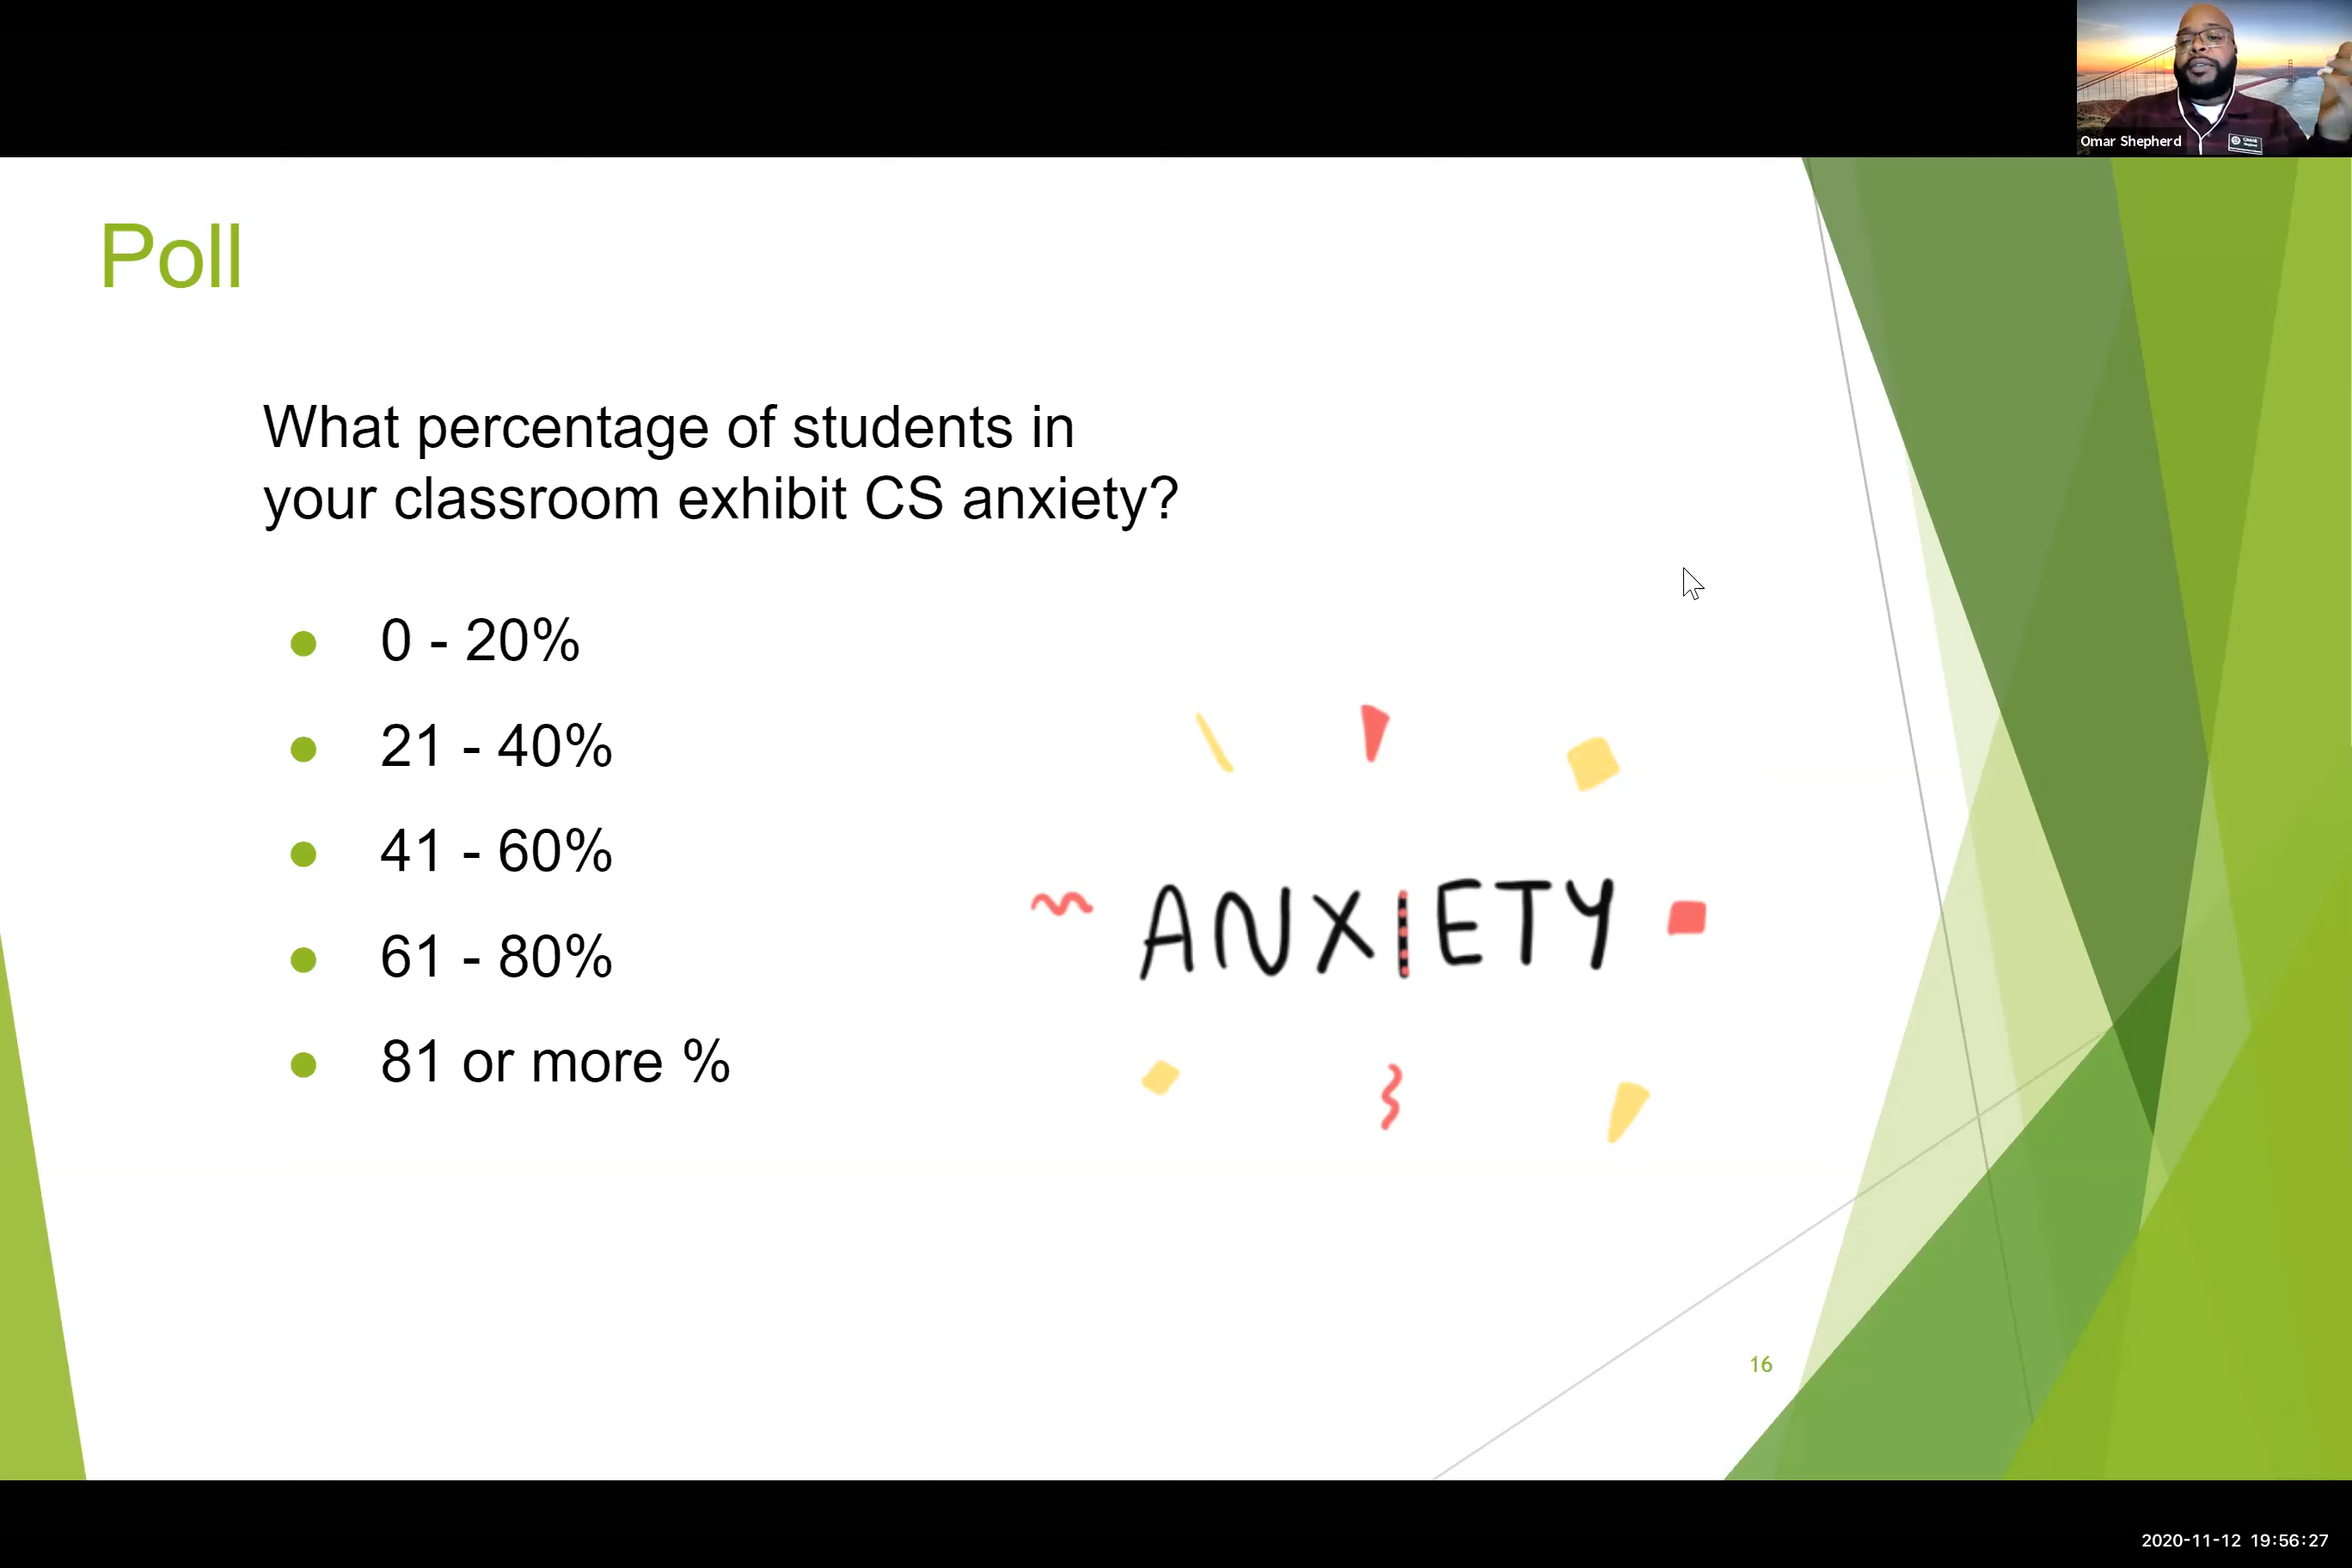 Omar Shepherd
Poll
What percentage of students in
your classroom exhibit CS anxiety?
0 - 20%
21 - 40%
41 - 60%
61 - 80%
81 or more %
ANXIETY
16
2020-11-12 19:56:27